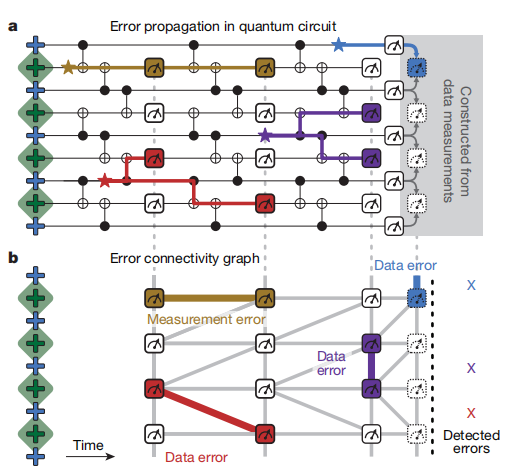 a
Error propagation in quantum circuit
Constructed from
data measurements
b
Error connectivity graph
Data error
X
Measurement error
Data
error
X
X
Detected
errors
Time
Data error